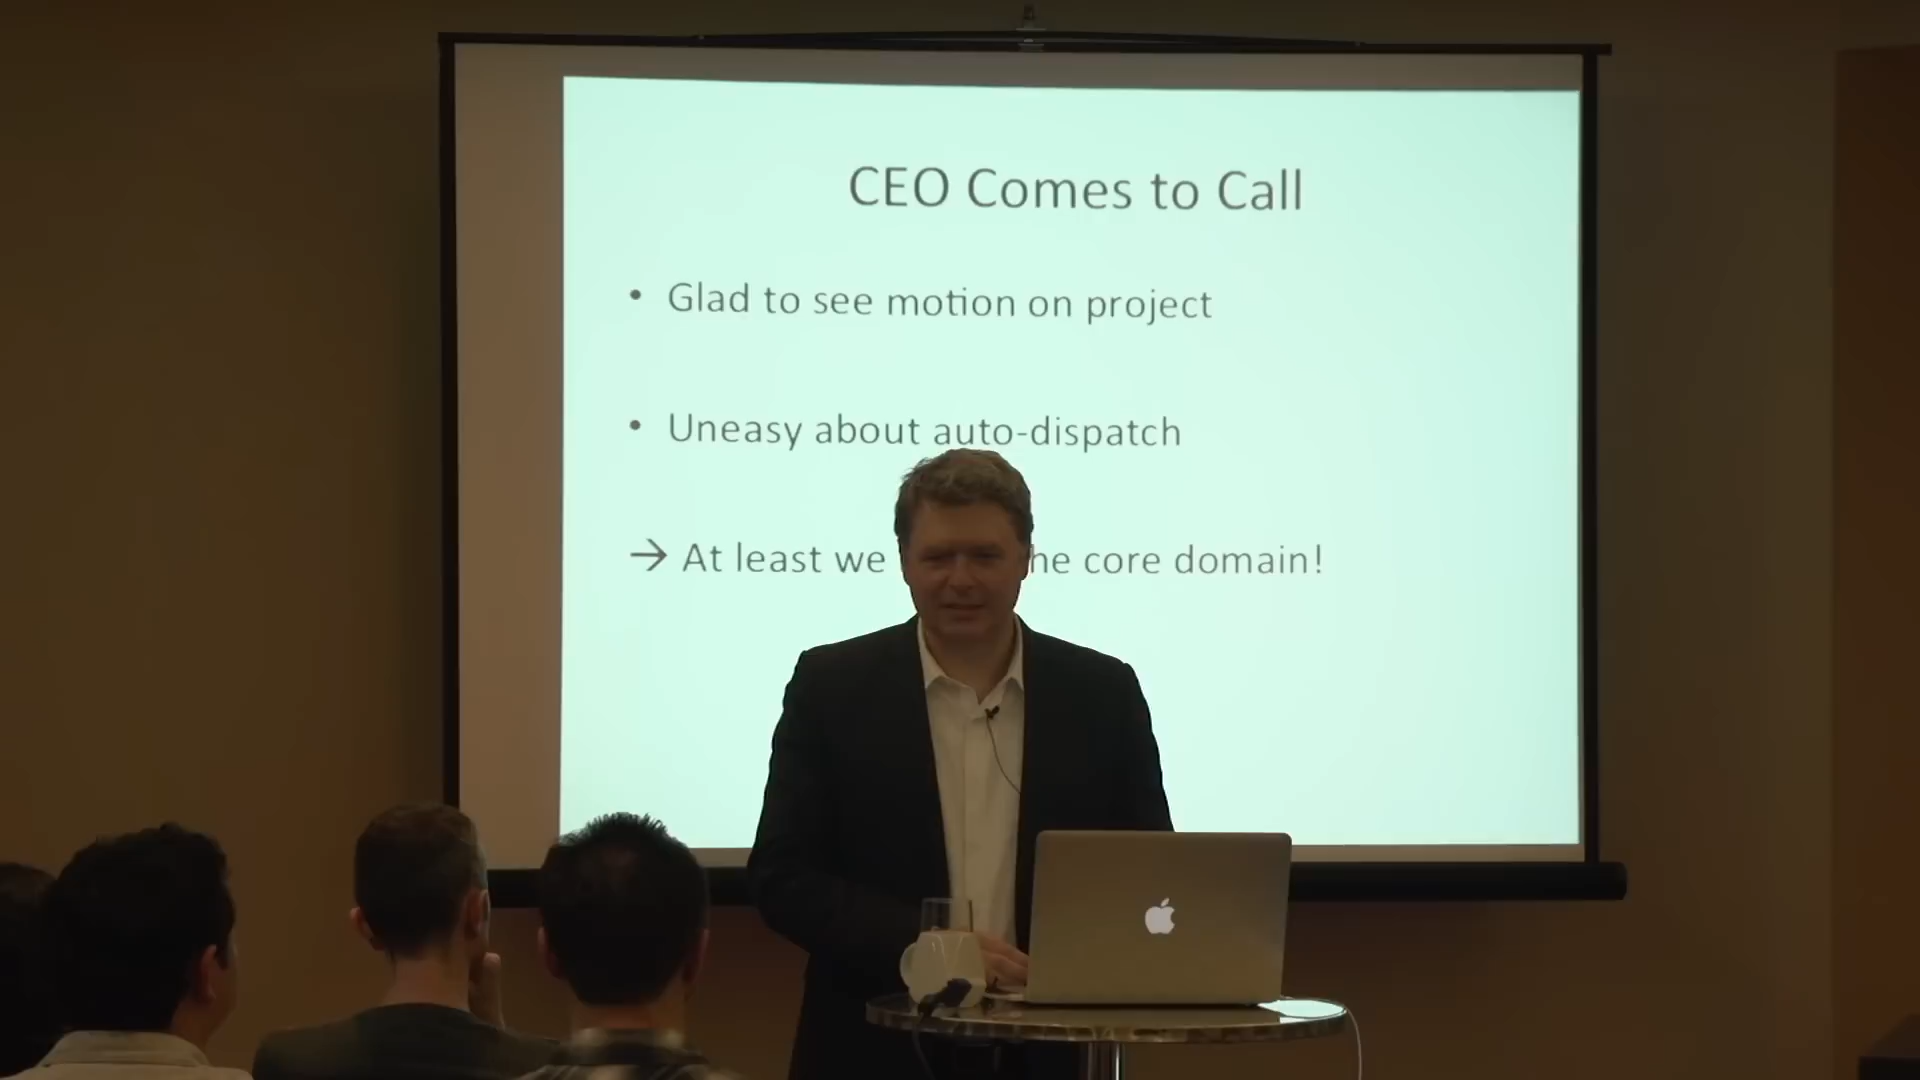 CEO Comes to Call
• Glad to see motion on project
• Uneasy about auto-dispatch
→ At least we he core domain!